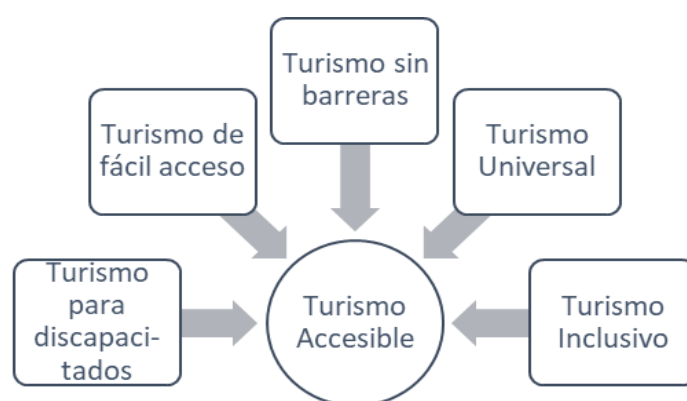 Turismo sin
barreras
Turismo de
fácil acceso
Turismo
Universal
Turismo
para
discapaci-
tados
Turismo
Accesible
Turismo
Inclusivo